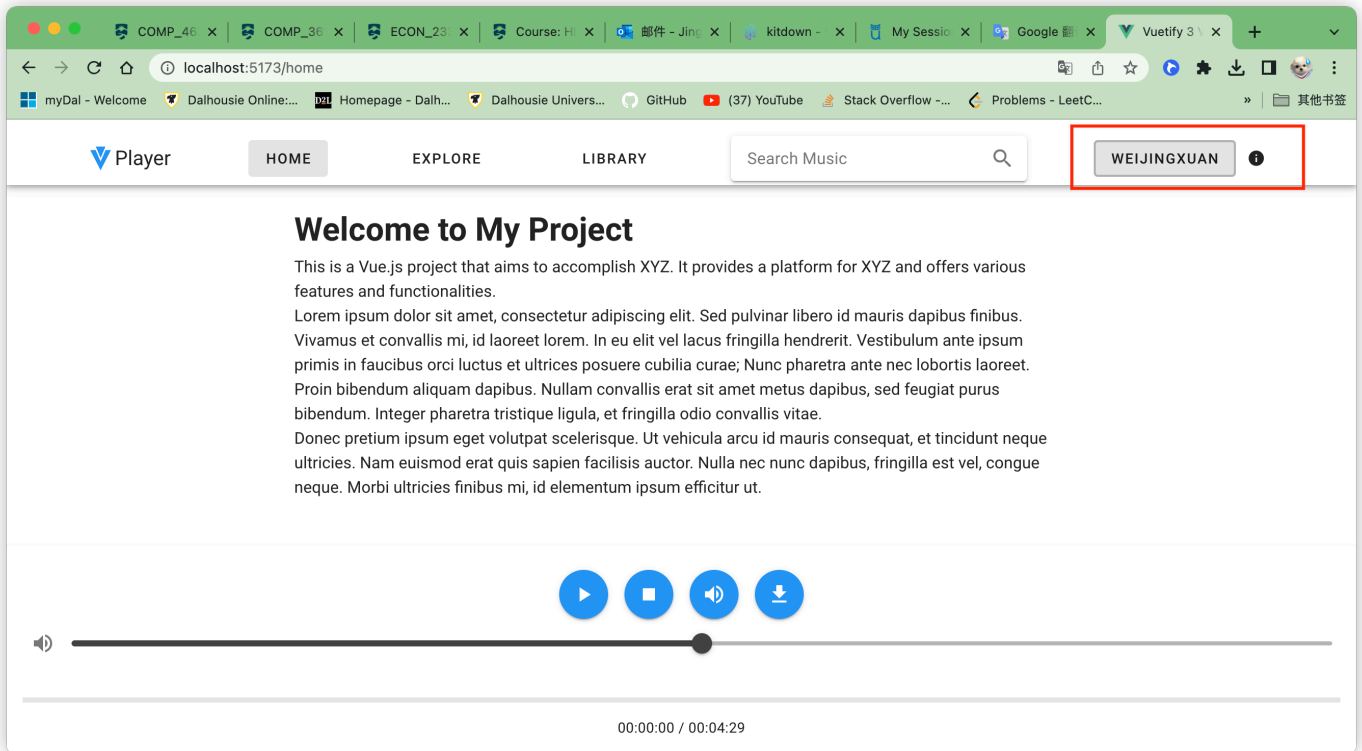 COMP_46
COMP_36
ECON_23
Course: H
邮件 - Jing
kitdown -
My Sessio
Google 翻
Vuetify 3
localhost:5173/home
myDal - Welcome
Dalhousie Online:...
D2L
Homepage - Dalh...
Dalhousie Univers...
GitHub
(37) YouTube
Stack Overflow -...
Problems - LeetC...
»
其他书签
Player
HOME
EXPLORE
LIBRARY
Search Music
WEIJINGXUAN
Welcome to My Project
This is a Vue.js project that aims to accomplish XYZ. It provides a platform for XYZ and offers various
features and functionalities.
Lorem ipsum dolor sit amet, consectetur adipiscing elit. Sed pulvinar libero id mauris dapibus finibus.
Vivamus et convallis mi, id laoreet lorem. In eu elit vel lacus fringilla hendrerit. Vestibulum ante ipsum
primis in faucibus orci luctus et ultrices posuere cubilia curae; Nunc pharetra ante nec lobortis laoreet.
Proin bibendum aliquam dapibus. Nullam convallis erat sit amet metus dapibus, sed feugiat purus
bibendum. Integer pharetra tristique ligula, et fringilla odio convallis vitae.
Donec pretium ipsum eget volutpat scelerisque. Ut vehicula arcu id mauris consequat, et tincidunt neque
ultricies. Nam euismod erat quis sapien facilisis auctor. Nulla nec nunc dapibus, fringilla est vel, congue
neque. Morbi ultricies finibus mi, id elementum ipsum efficitur ut.
00:00:00 / 00:04:29